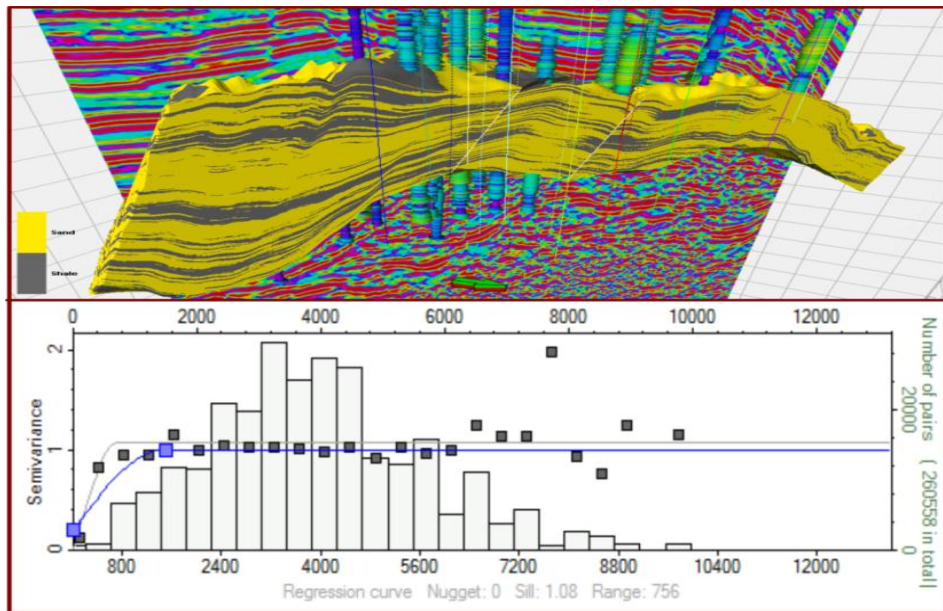 Sand
Shale
0 2000 4000 6000 8000 10000 12000
2
1
0
Semivariance
Number of pairs ( 260558 in total)
20000
0
800 2400 4000 5600 7200 8800 10400 12000
Regression curve Nugget: 0 Sill: 1.08 Range: 756